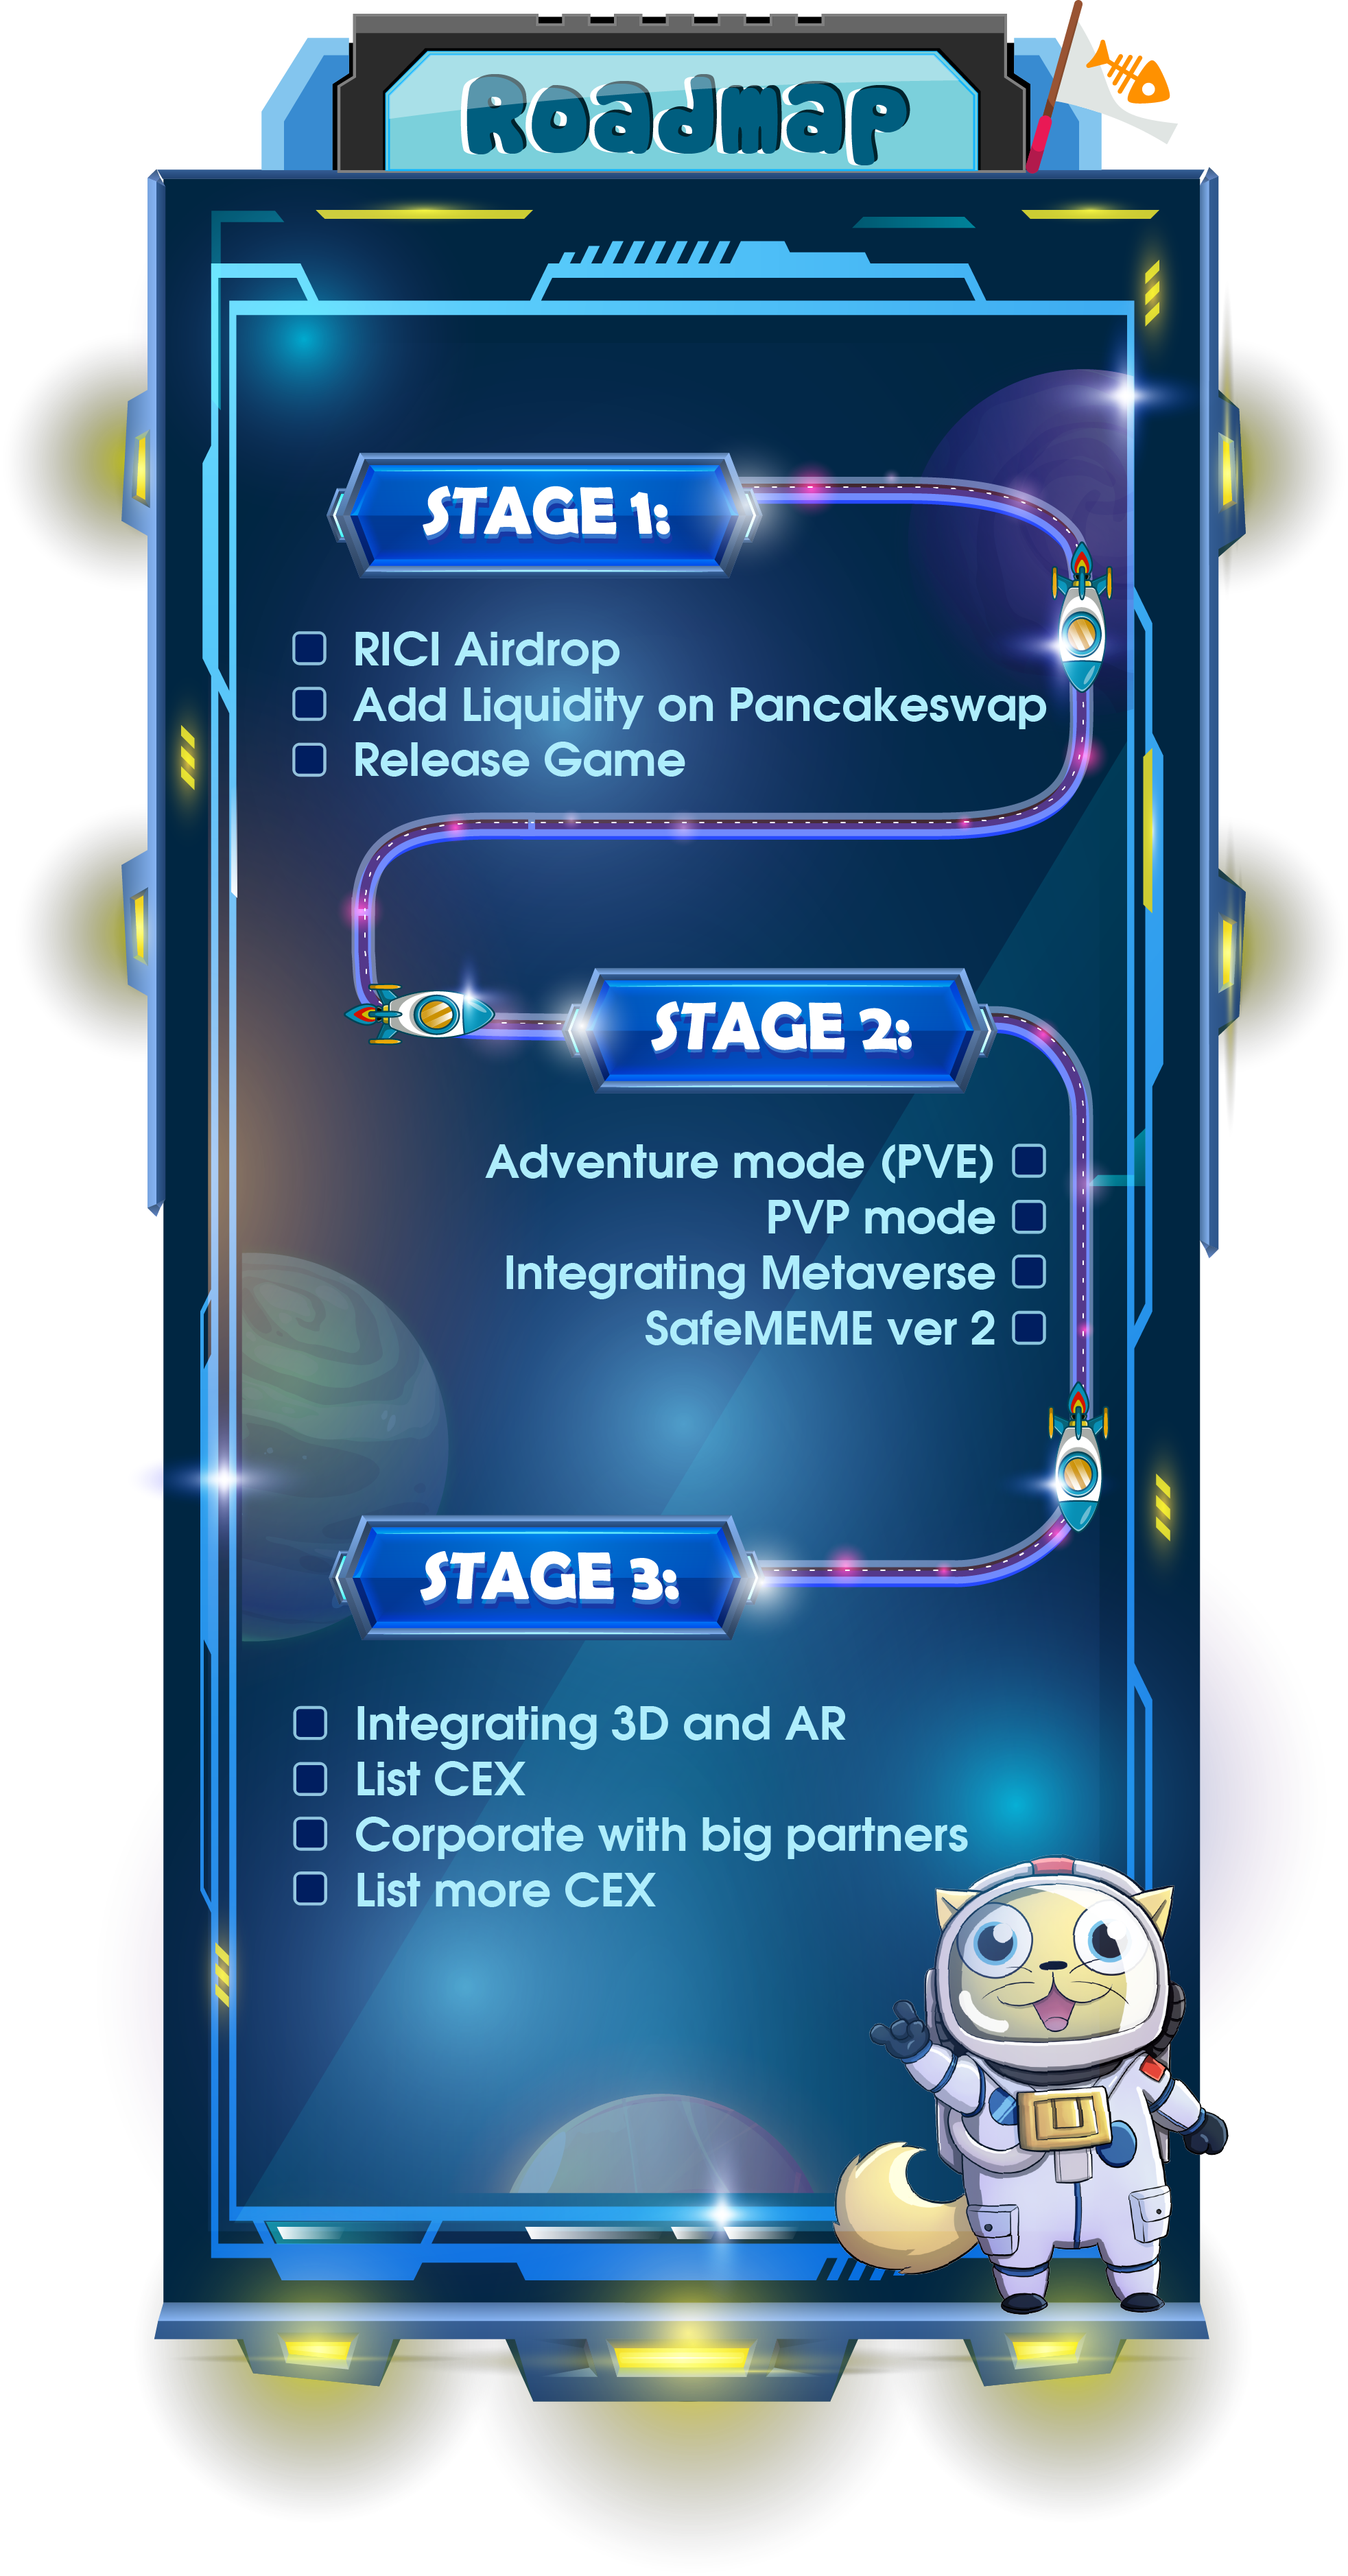 Roadmap
STAGE 1:
RICI Airdrop
Add Liquidity on Pancakeswap
Release Game
STAGE 2:
Adventure mode (PVE)
PVP mode
Integrating Metaverse
SafeMEME ver 2
STAGE 3:
Integrating 3D and AR
List CEX
Corporate with big partners
List more CEX